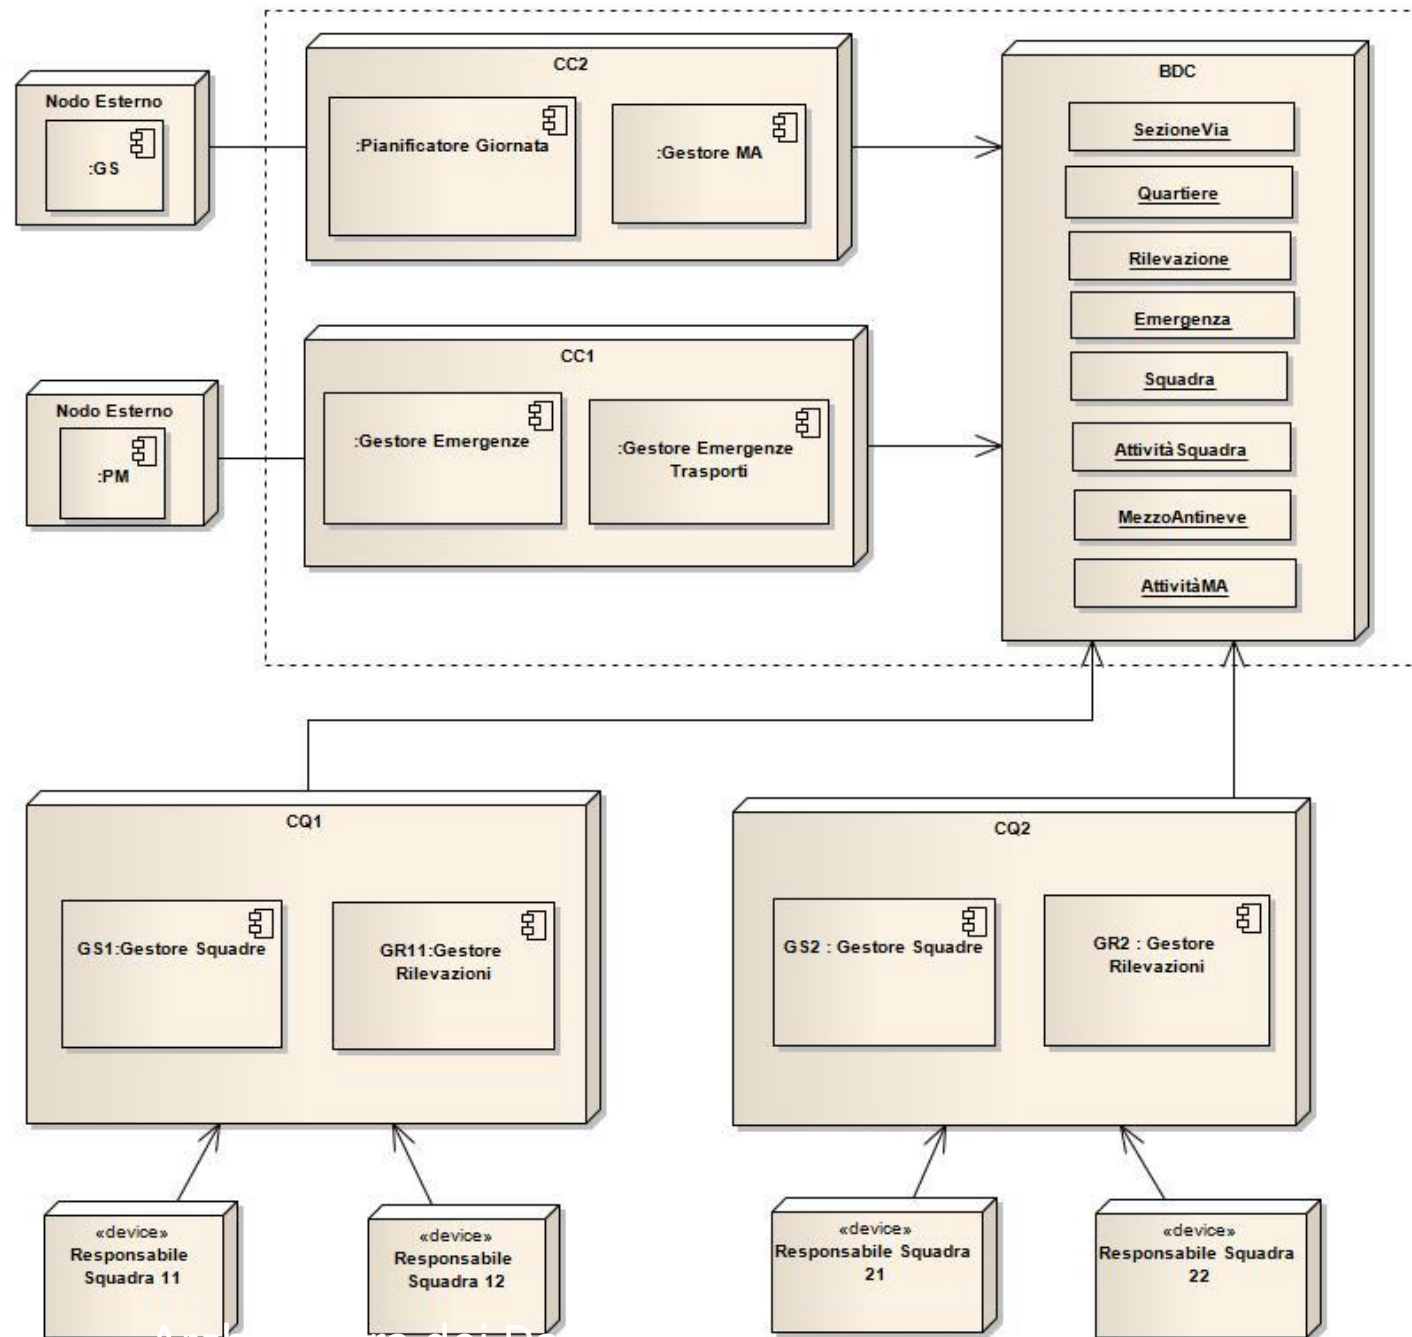 CC2
BDC
Nodo Esterno
:GS
:Pianificatore Giornata
:Gestore MA
SezioneVia
Quartiere
Rilevazione
Emergenza
Squadra
AttivitàSquadra
MezzoAntineve
AttivitàMA
CC1
Nodo Esterno
:PM
:Gestore Emergenze
:Gestore Emergenze
Trasporti
CQ1
GS1:Gestore Squadre
GR11:Gestore
Rilevazioni
CQ2
GS2 : Gestore Squadre
GR2 : Gestore
Rilevazioni
«device»
Responsabile
Squadra 11
«device»
Responsabile
Squadra 12
«device»
Responsabile Squadra
21
«device»
Responsabile Squadra
22